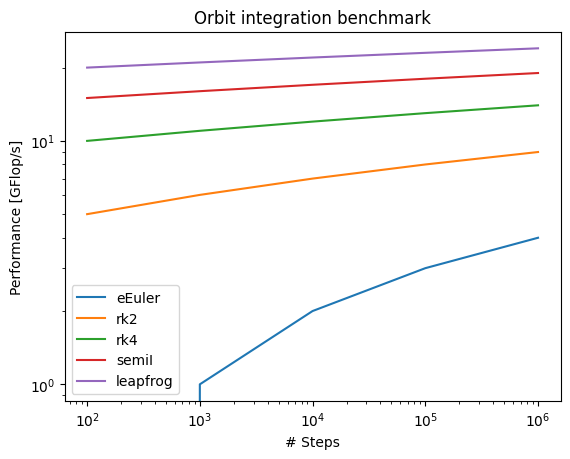 Orbit integration benchmark
Performance [GFlop/s]
10¹
10⁰
eEuler
rk2
rk4
semiI
leapfrog
10² 10³ 10⁴ 10⁵ 10⁶
# Steps